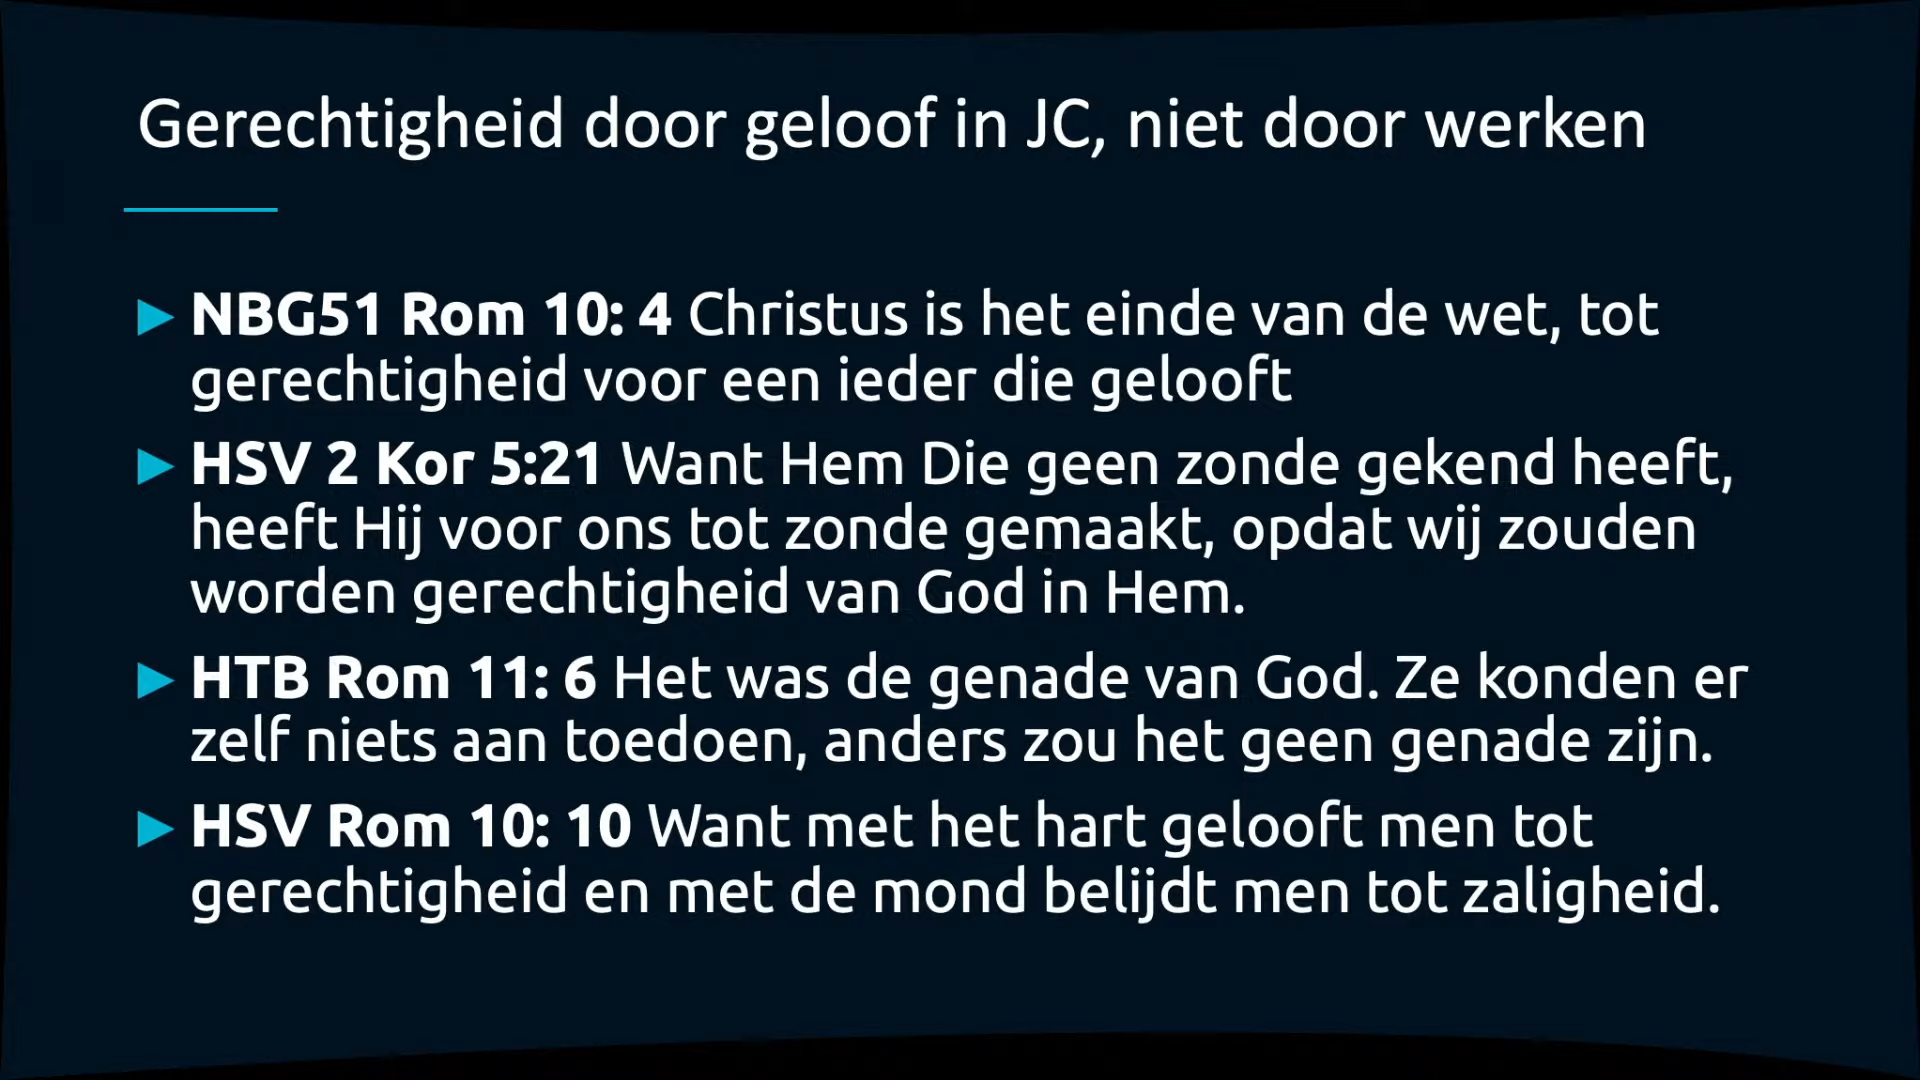 Gerechtigheid door geloof in JC, niet door werken
▶ NBG51 Rom 10: 4 Christus is het einde van de wet, tot
gerechtigheid voor een ieder die gelooft
▶ HSV 2 Kor 5:21 Want Hem Die geen zonde gekend heeft,
heeft Hij voor ons tot zonde gemaakt, opdat wij zouden
worden gerechtigheid van God in Hem.
▶ HTB Rom 11: 6 Het was de genade van God. Ze konden er
zelf niets aan toedoen, anders zou het geen genade zijn.
▶ HSV Rom 10: 10 Want met het hart gelooft men tot
gerechtigheid en met de mond belijdt men tot zaligheid.